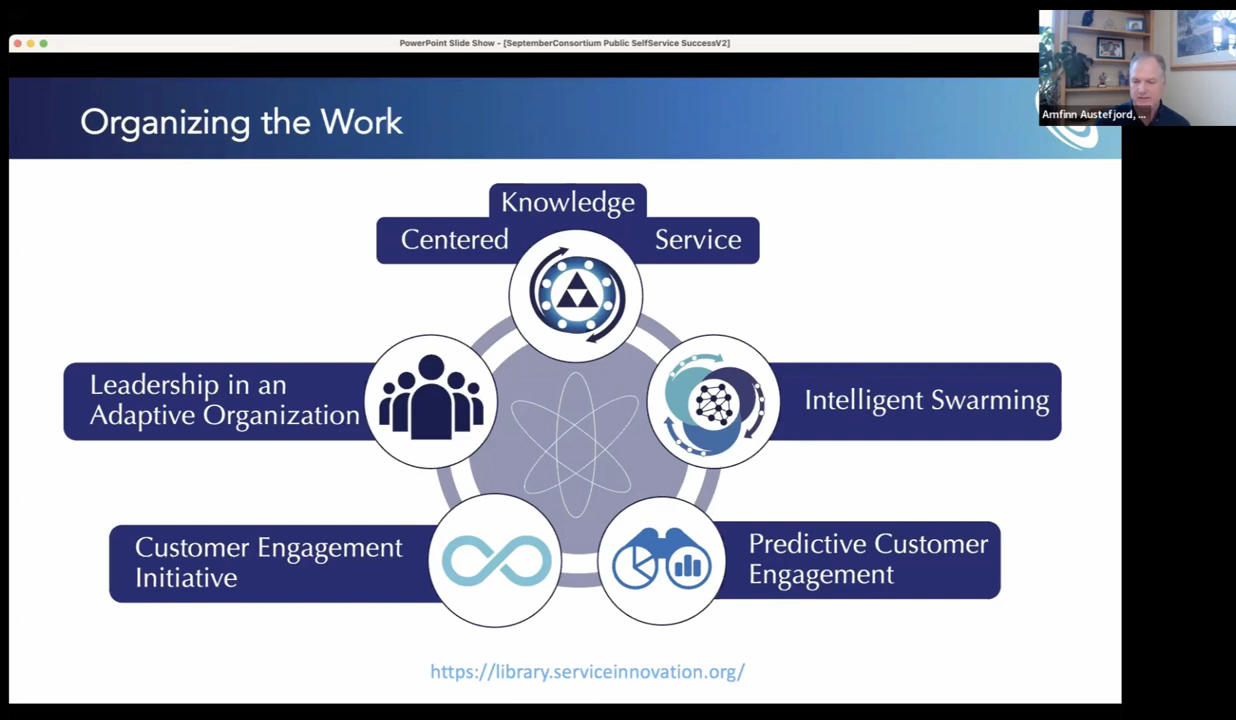 PowerPoint Slide Show - [SeptemberConsortium Public SelfService SuccessV2]
Arnfinn Austefjord, ...
Organizing the Work
Knowledge
Centered Service
Leadership in an
Adaptive Organization
Intelligent Swarming
Customer Engagement
Initiative
Predictive Customer
Engagement
https://library.serviceinnovation.org/